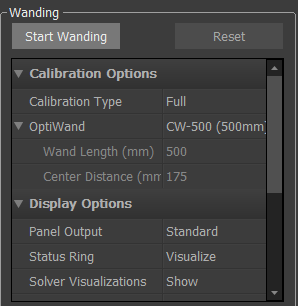 Wanding
Start Wanding Reset
Calibration Options
Calibration Type Full
OptiWand CW-500 (500mm)
Wand Length (mm) 500
Center Distance (mm 175
Display Options
Panel Output Standard
Status Ring Visualize
Solver Visualizations Show